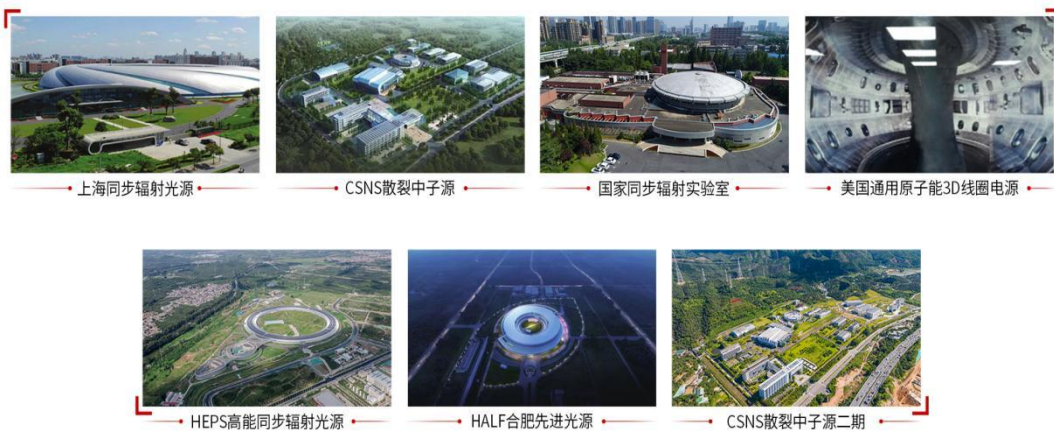 上海同步辐射光源
CSNS散裂中子源
国家同步辐射实验室
美国通用原子能3D线圈电源
HEPS高能同步辐射光源
HALF合肥先进光源
CSNS散裂中子源二期